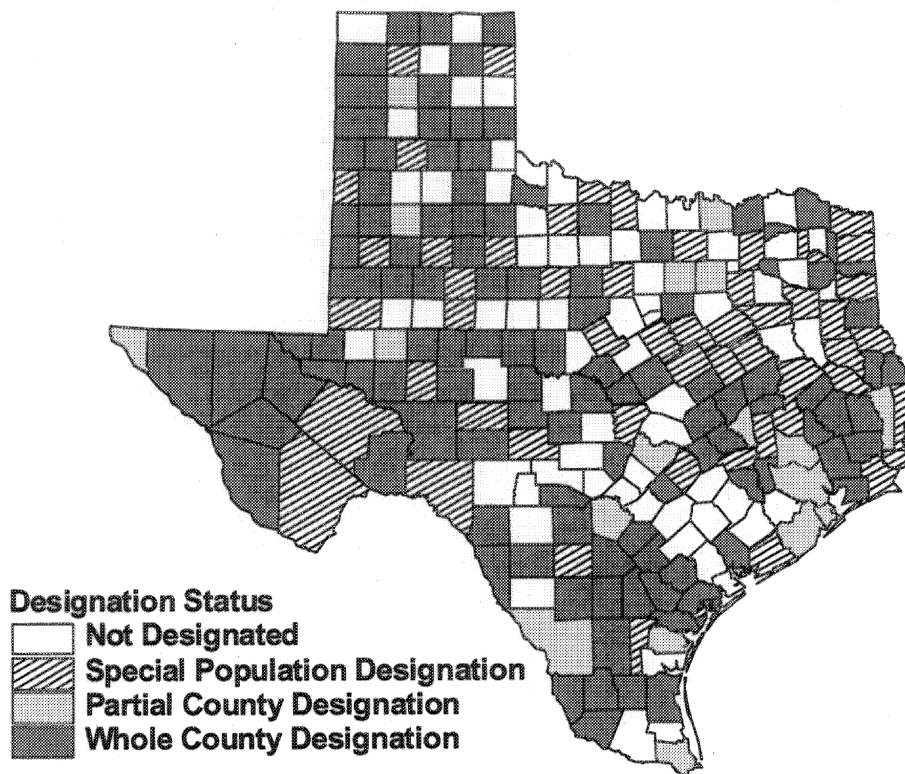 Designation Status
Not Designated
Special Population Designation
Partial County Designation
Whole County Designation